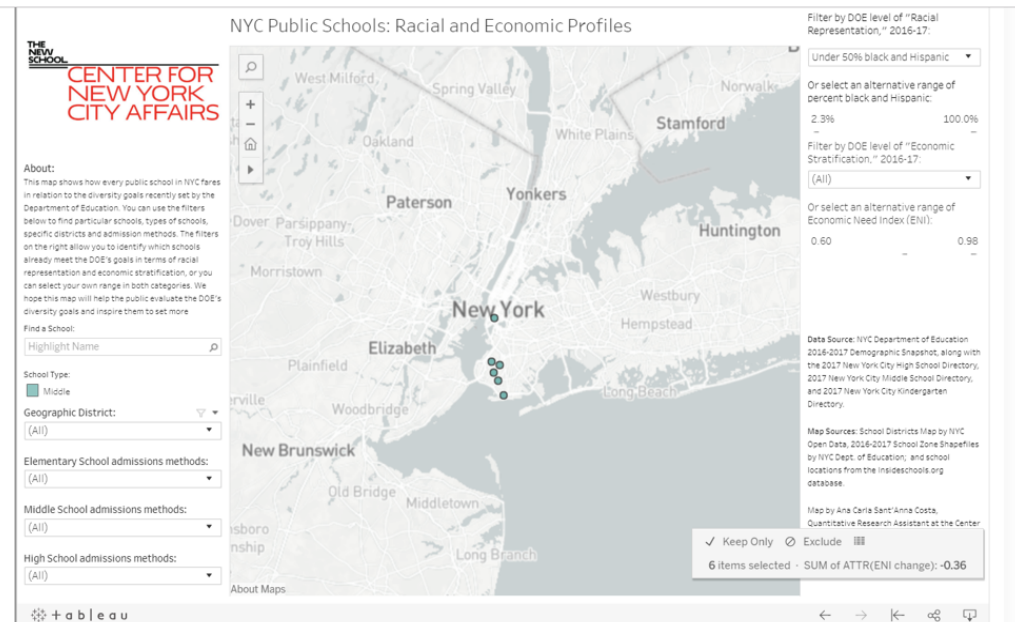 NYC Public Schools: Racial and Economic Profiles
THE
NEW
SCHOOL
CENTER FOR
NEW YORK
CITY AFFAIRS
About:
This map shows how every public school in NYC fares
in relation to the diversity goals recently set by the
Department of Education. You can use the filters
below to find particular schools, types of schools,
specific districts and admission methods. The filters
on the right allow you to identify which schools
already meet the DOE's goals in terms of racial
representation and economic stratification, or you
can select your own range in both categories. We
hope this map will help the public evaluate the DOE's
diversity goals and inspire them to set more
Find a School:
Highlight Name
School Type:
Middle
Geographic District:
(All)
Elementary School admissions methods:
(All)
Middle School admissions methods:
(All)
High School admissions methods:
(All)
West Milford
Spring Valley
Norwalk
Stamford
White Plains
Oakland
Yonkers
Paterson
Dover
Parsippany-
Troy Hills
Huntington
Morristown
Westbury
New York
Hempstead
Elizabeth
Plainfield
Long Beach
erville
Woodbridge
New Brunswick
Old Bridge
Middletown
nsboro
nship
Long Branch
About Maps
Filter by DOE level of "Racial
Representation," 2016-17:
Under 50% black and Hispanic
Or select an alternative range of
percent black and Hispanic:
2.3% 100.0%
Filter by DOE level of "Economic
Stratification," 2016-17:
(All)
Or select an alternative range of
Economic Need Index (ENI):
0.60 0.98
Data Source: NYC Department of Education
2016-2017 Demographic Snapshot, along with
the 2017 New York City High School Directory,
2017 New York City Middle School Directory,
and 2017 New York City Kindergarten
Directory.
Map Sources: School Districts Map by NYC
Open Data, 2016-2017 School Zone Shapefiles
by NYC Dept. of Education; and school
locations from the Insideschools.org
database.
Map by Ana Carla Sant'Anna Costa,
Quantitative Research Assistant at the Center
Keep Only Exclude
6 items selected · SUM of ATTR(ENI change): -0.36
+ a b l e a u